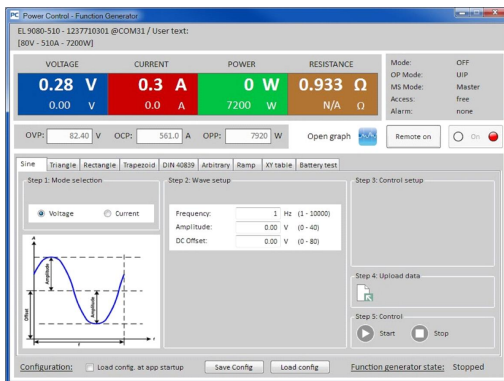 PC Power Control - Function Generator
EL 9080-510 - 1237710301 @COM31 / User text:
[80V - 510A - 7200W]
VOLTAGE CURRENT POWER RESISTANCE
0.28 V 0.3 A 0 W 0.933 Ω
0.00 V 0.0 A 7200 W N/A Ω
Mode: OFF
OP Mode: UIP
MS Mode: Master
Access: free
Alarm: none
OVP: 82.40 V OCP: 561.0 A OPP: 7920 W Open graph Remote on On
Sine Triangle Rectangle Trapezoid DIN 40839 Arbitrary Ramp XY table Battery test
Step 1: Mode selection
Voltage Current
Step 2: Wave setup
Frequency: 1 Hz (1 - 10000)
Amplitude: 0.00 V (0 - 40)
DC Offset: 0.00 V (0 - 80)
Step 3: Control setup
A
Amplitude
Amplitude
Offset
f
t
Step 4: Upload data
Step 5: Control
Start Stop
Configuration: Load config. at app startup Save Config Load config Function generator state: Stopped